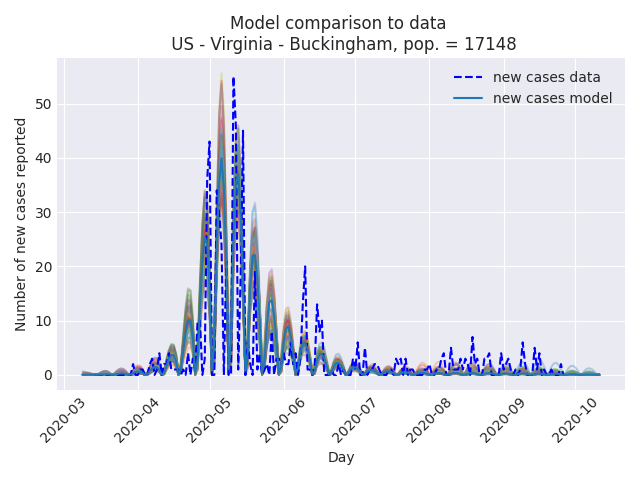 Model comparison to data
US - Virginia - Buckingham, pop. = 17148
new cases data
new cases model
Number of new cases reported
50
40
30
20
10
0
2020-03
2020-04
2020-05
2020-06
2020-07
2020-08
2020-09
2020-10
Day